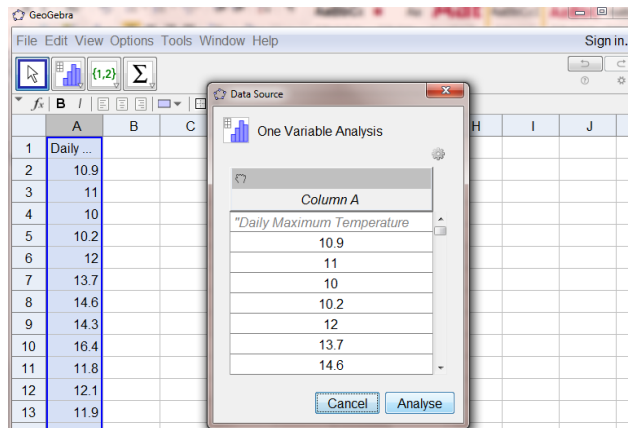 GeoGebra
File Edit View Options Tools Window Help Sign in.
{1,2} Σ
fx B I
A B C H I J
1 Daily ...
2 10.9
3 11
4 10
5 10.2
6 12
7 13.7
8 14.6
9 14.3
10 16.4
11 11.8
12 12.1
13 11.9
Data Source
One Variable Analysis
Column A
"Daily Maximum Temperature
10.9
11
10
10.2
12
13.7
14.6
Cancel Analyse